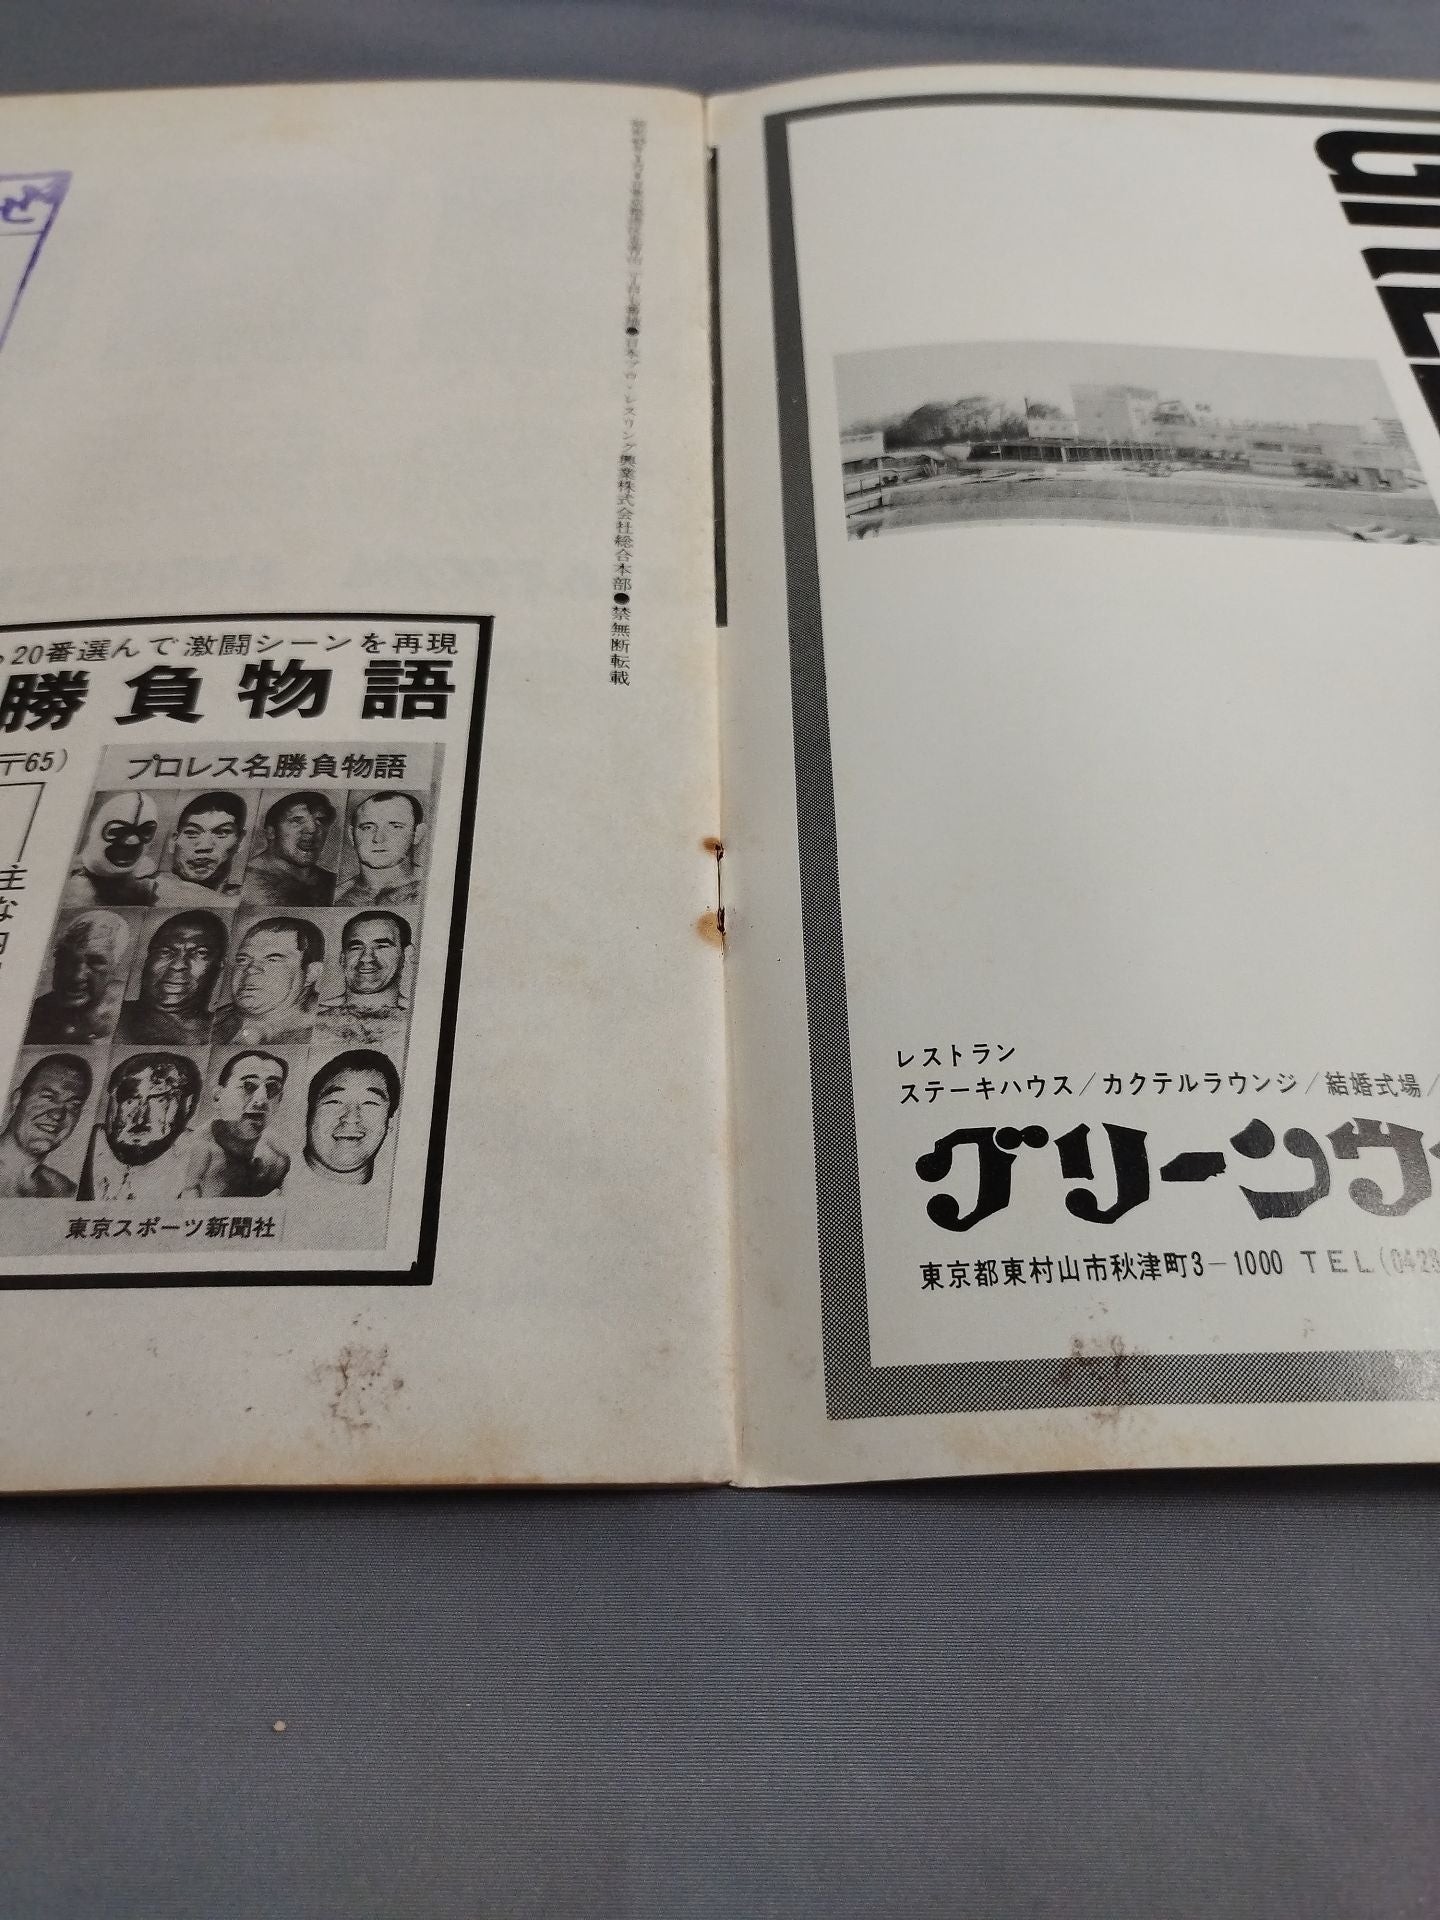 20番選んで激闘シーンを再現
勝負物語
〒65)
プロレス名勝負物語
主
な
東京スポーツ新聞社
●日本プロ・レスリング興業株式会社総合本部●禁無断転載
レストラン
ステーキハウス/カクテルラウンジ/結婚式場/
グリーンウ
東京都東村山市秋津町3-1000 TEL(0423